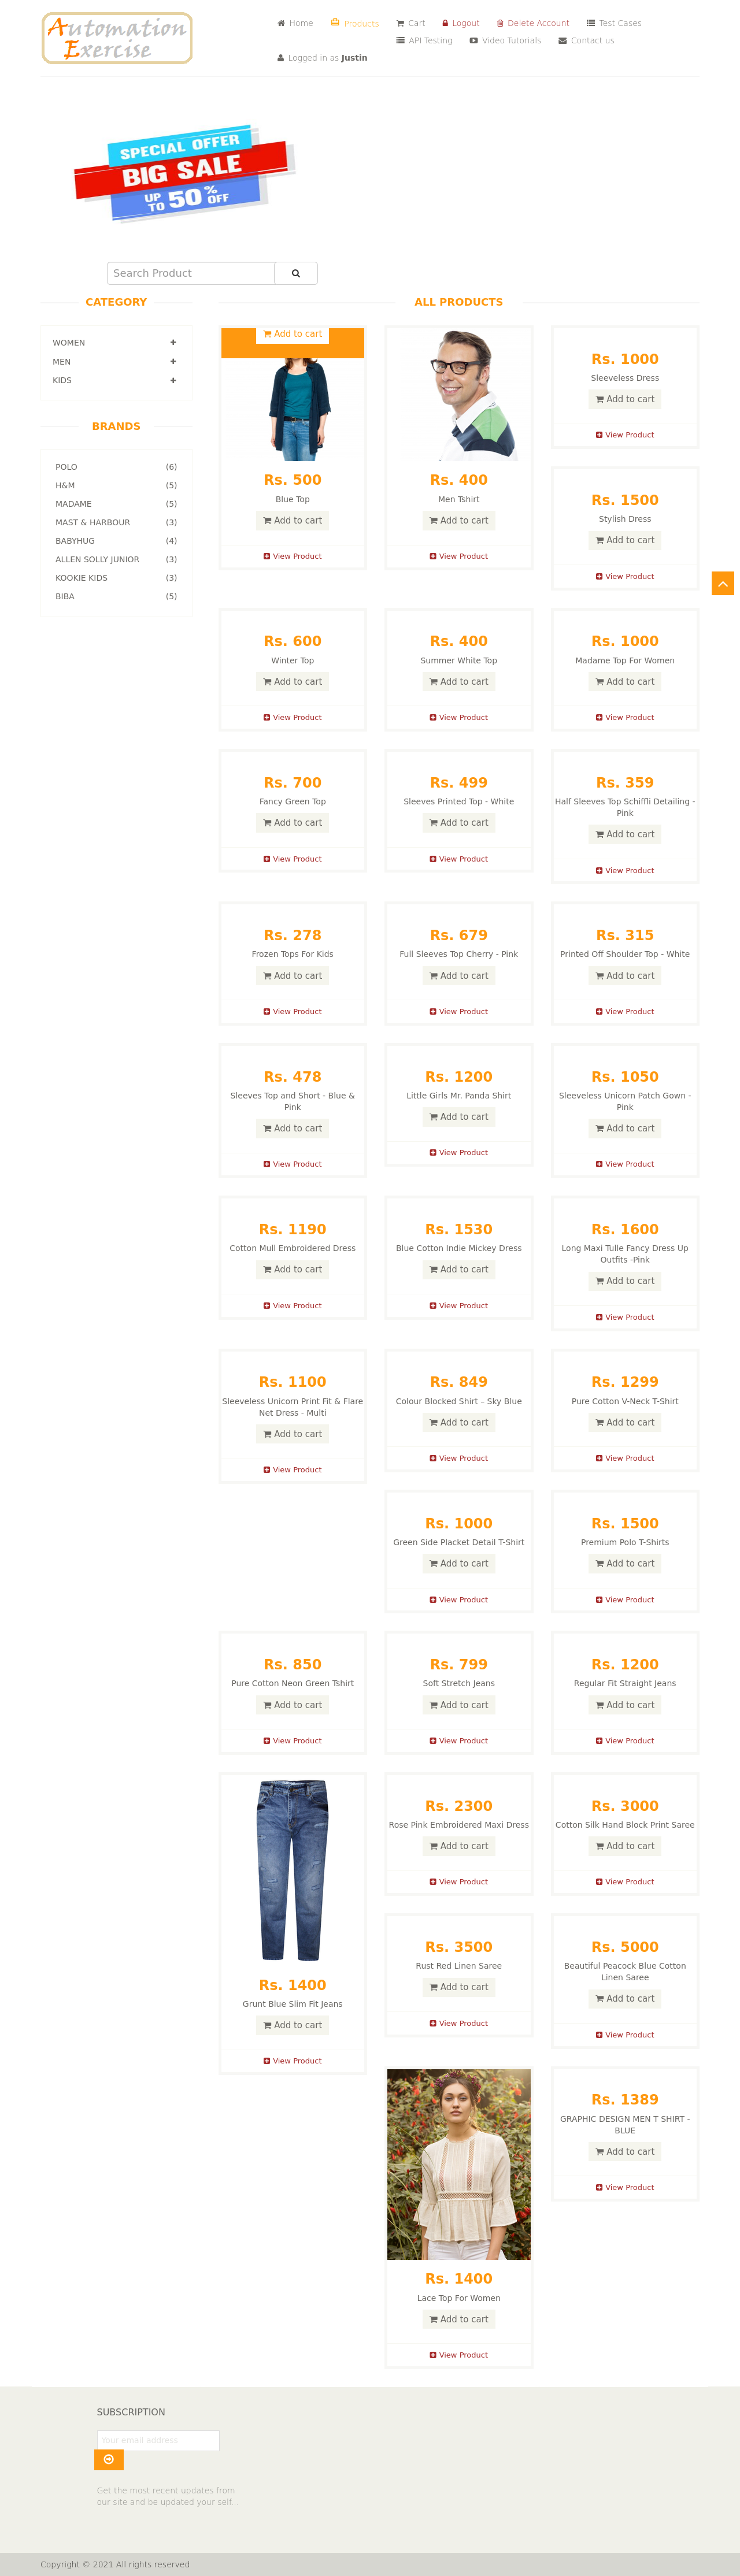 Automation
Exercise
Home
Products
Cart
Logout
Delete Account
Test Cases
API Testing
Video Tutorials
Contact us
Logged in as Justin
SPECIAL OFFER
BIG SALE
UP TO 50% OFF
Search Product
CATEGORY
WOMEN
MEN
KIDS
BRANDS
POLO (6)
H&M (5)
MADAME (5)
MAST & HARBOUR (3)
BABYHUG (4)
ALLEN SOLLY JUNIOR (3)
KOOKIE KIDS (3)
BIBA (5)
ALL PRODUCTS
Add to cart
Rs. 500
Blue Top
Add to cart
View Product
Rs. 400
Men Tshirt
Add to cart
View Product
Rs. 1000
Sleeveless Dress
Add to cart
View Product
Rs. 1500
Stylish Dress
Add to cart
View Product
Rs. 600
Winter Top
Add to cart
View Product
Rs. 400
Summer White Top
Add to cart
View Product
Rs. 1000
Madame Top For Women
Add to cart
View Product
Rs. 700
Fancy Green Top
Add to cart
View Product
Rs. 499
Sleeves Printed Top - White
Add to cart
View Product
Rs. 359
Half Sleeves Top Schiffli Detailing -
Pink
Add to cart
View Product
Rs. 278
Frozen Tops For Kids
Add to cart
View Product
Rs. 679
Full Sleeves Top Cherry - Pink
Add to cart
View Product
Rs. 315
Printed Off Shoulder Top - White
Add to cart
View Product
Rs. 478
Sleeves Top and Short - Blue &
Pink
Add to cart
View Product
Rs. 1200
Little Girls Mr. Panda Shirt
Add to cart
View Product
Rs. 1050
Sleeveless Unicorn Patch Gown -
Pink
Add to cart
View Product
Rs. 1190
Cotton Mull Embroidered Dress
Add to cart
View Product
Rs. 1530
Blue Cotton Indie Mickey Dress
Add to cart
View Product
Rs. 1600
Long Maxi Tulle Fancy Dress Up
Outfits -Pink
Add to cart
View Product
Rs. 1100
Sleeveless Unicorn Print Fit & Flare
Net Dress - Multi
Add to cart
View Product
Rs. 849
Colour Blocked Shirt – Sky Blue
Add to cart
View Product
Rs. 1299
Pure Cotton V-Neck T-Shirt
Add to cart
View Product
Rs. 1000
Green Side Placket Detail T-Shirt
Add to cart
View Product
Rs. 1500
Premium Polo T-Shirts
Add to cart
View Product
Rs. 850
Pure Cotton Neon Green Tshirt
Add to cart
View Product
Rs. 799
Soft Stretch Jeans
Add to cart
View Product
Rs. 1200
Regular Fit Straight Jeans
Add to cart
View Product
Rs. 1400
Grunt Blue Slim Fit Jeans
Add to cart
View Product
Rs. 2300
Rose Pink Embroidered Maxi Dress
Add to cart
View Product
Rs. 3000
Cotton Silk Hand Block Print Saree
Add to cart
View Product
Rs. 3500
Rust Red Linen Saree
Add to cart
View Product
Rs. 5000
Beautiful Peacock Blue Cotton
Linen Saree
Add to cart
View Product
Rs. 1400
Lace Top For Women
Add to cart
View Product
Rs. 1389
GRAPHIC DESIGN MEN T SHIRT -
BLUE
Add to cart
View Product
SUBSCRIPTION
Your email address
Get the most recent updates from
our site and be updated your self...
Copyright © 2021 All rights reserved